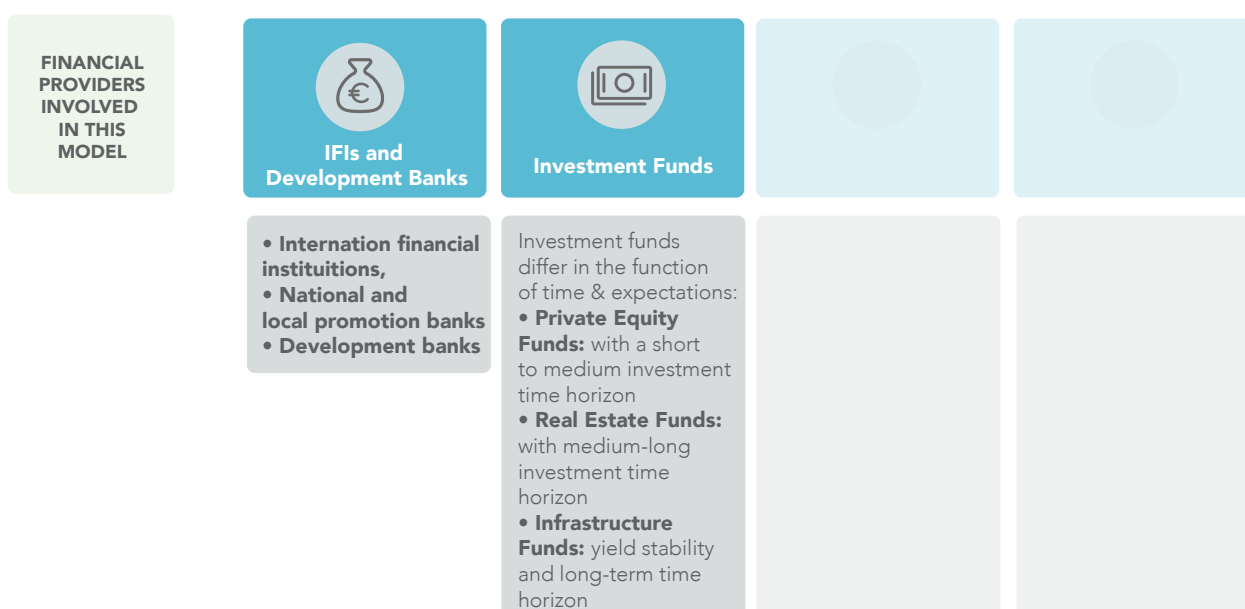 FINANCIAL
PROVIDERS
INVOLVED
IN THIS
MODEL
IFIs and
Development Banks
Investment Funds
• Internation financial
instituitions,
• National and
local promotion banks
• Development banks
Investment funds
differ in the function
of time & expectations:
• Private Equity
Funds: with a short
to medium investment
time horizon
• Real Estate Funds:
with medium-long
investment time
horizon
• Infrastructure
Funds: yield stability
and long-term time
horizon